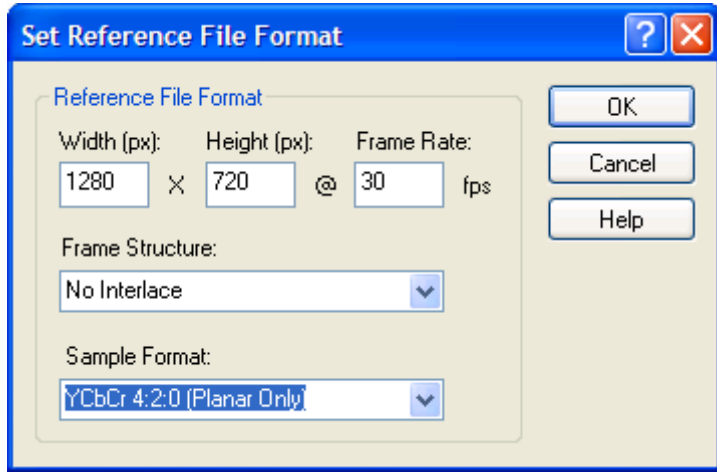 Set Reference File Format
Reference File Format
OK
Width (px): Height (px): Frame Rate:
1280 X 720 @ 30 fps
Cancel
Help
Frame Structure:
No Interlace
Sample Format:
YCbCr 4:2:0 (Planar Only)